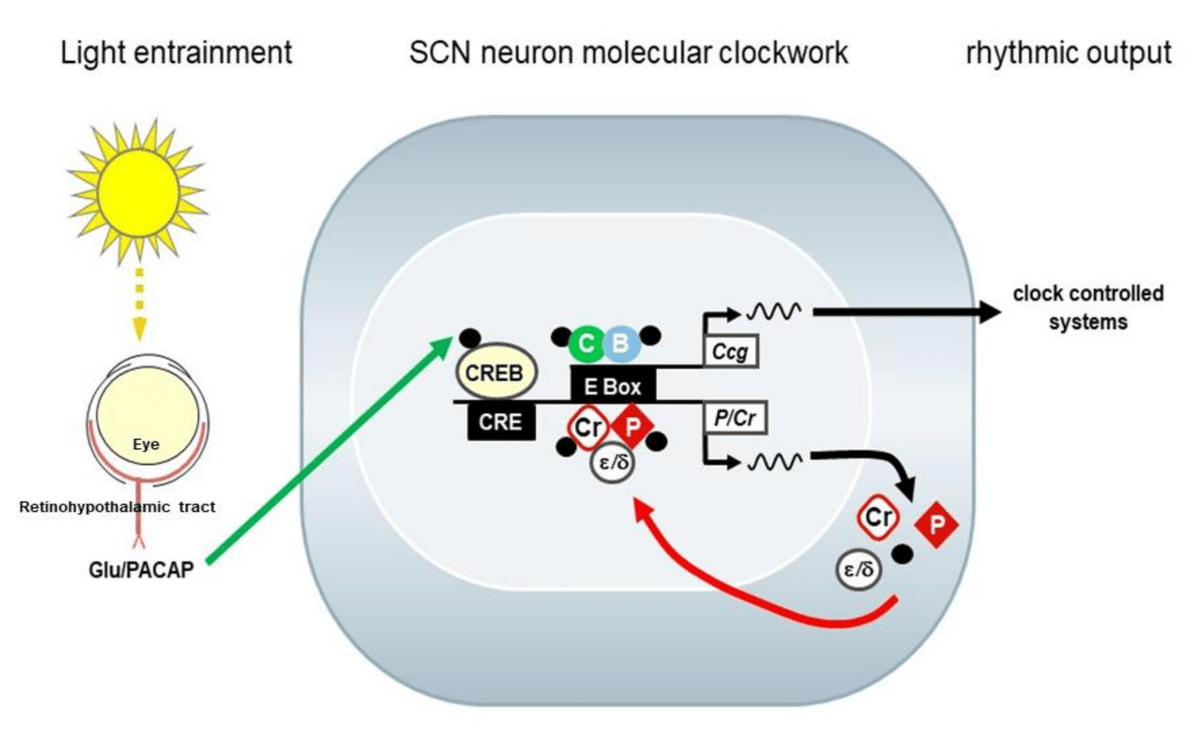 Light entrainment
SCN neuron molecular clockwork
rhythmic output
Eye
Retinohypothalamic tract
Glu/PACAP
CREB
CRE
C
B
E Box
Cr
P
ε/δ
Ccg
P/Cr
clock controlled
systems
Cr
P
ε/δ